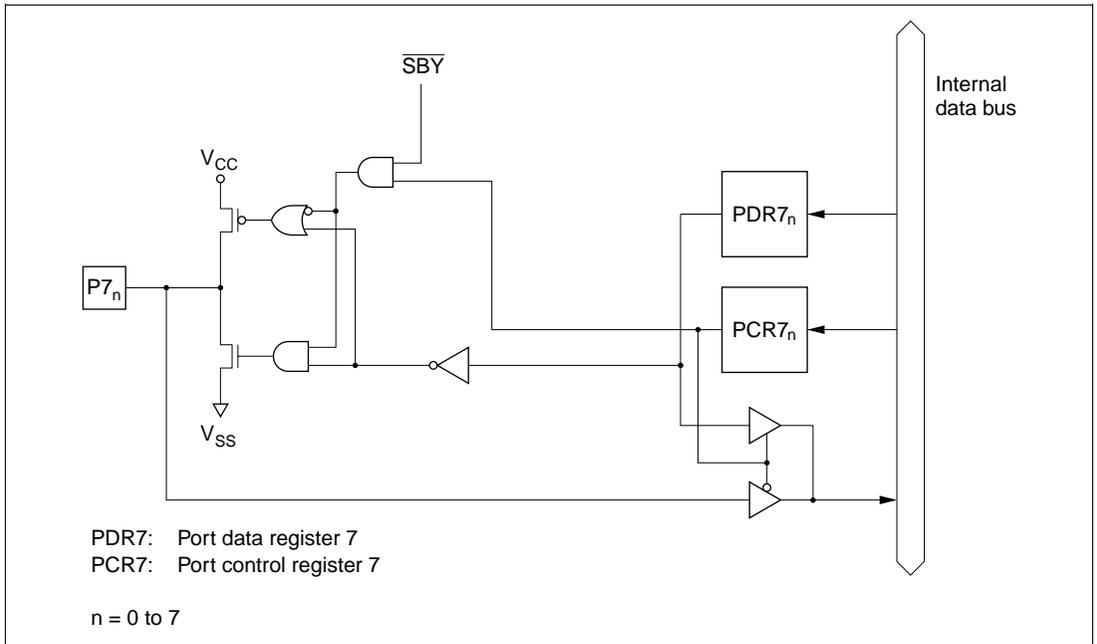 SBY
Internal
data bus
VCC
PDR7n
P7n
PCR7n
VSS
PDR7: Port data register 7
PCR7: Port control register 7
n = 0 to 7